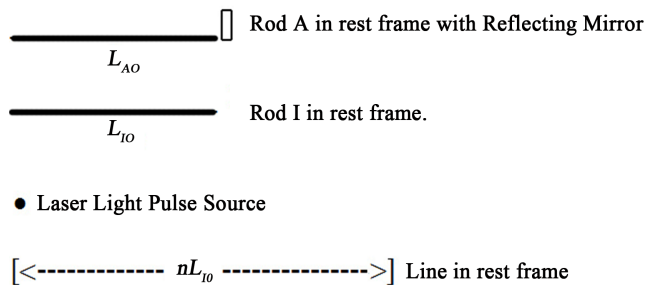 Rod A in rest frame with Reflecting Mirror
L_AO
Rod I in rest frame.
L_IO
Laser Light Pulse Source
[<------------- nL_I0 --------------->] Line in rest frame